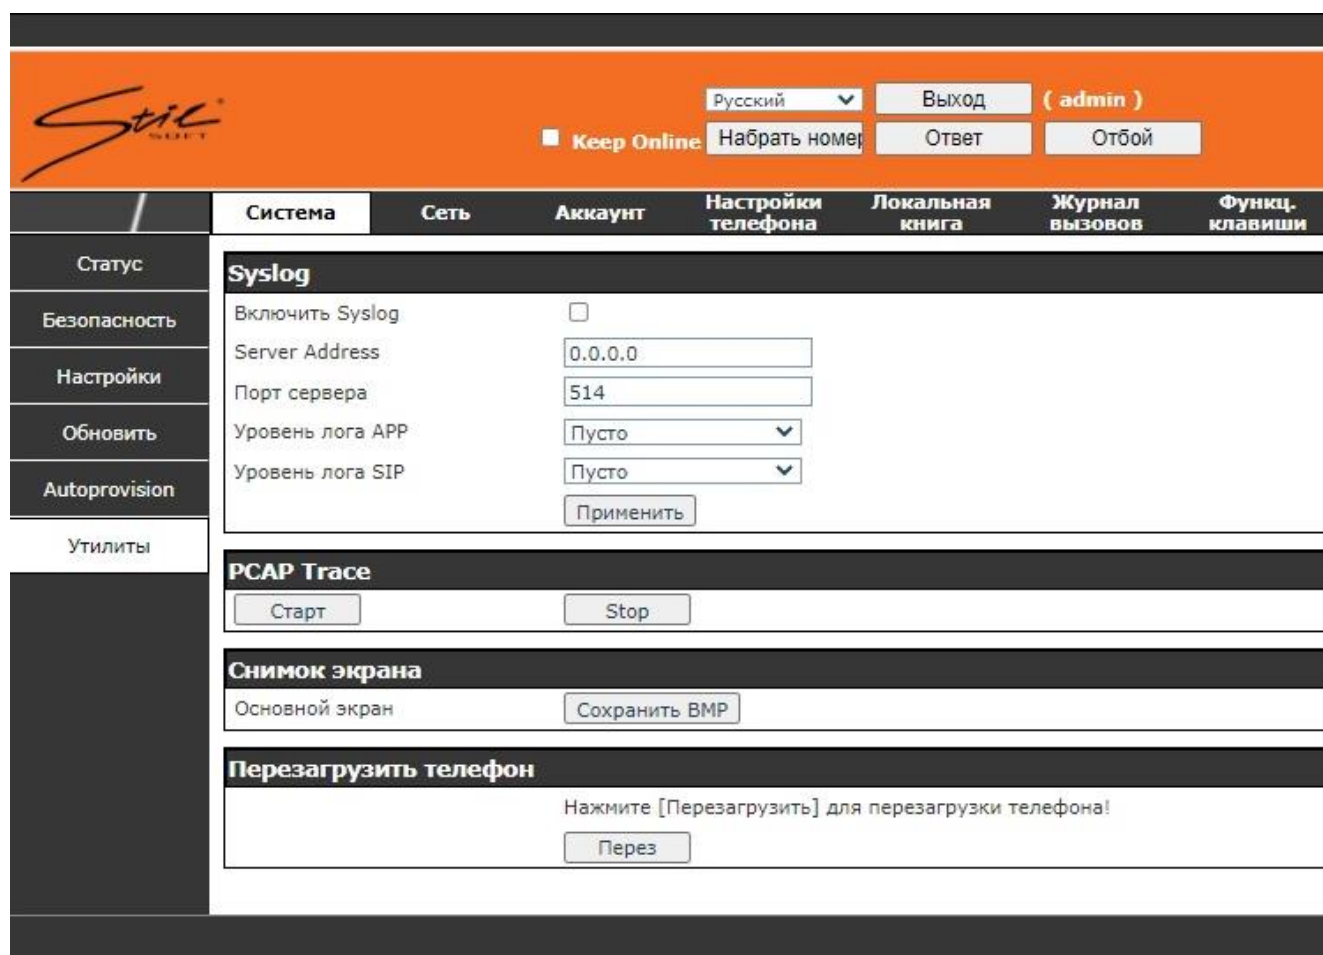 Stil
SOFT
Русский Выход ( admin )
Keep Online Набрать номер Ответ Отбой
Система Сеть Аккаунт Настройки телефона Локальная книга Журнал вызовов Функц. клавиши
Статус
Безопасность
Настройки
Обновить
Autoprovision
Утилиты
Syslog
Включить Syslog
Server Address 0.0.0.0
Порт сервера 514
Уровень лога APP Пусто
Уровень лога SIP Пусто
Применить
PCAP Trace
Старт Stop
Снимок экрана
Основной экран Сохранить BMP
Перезагрузить телефон
Нажмите [Перезагрузить] для перезагрузки телефона!
Перез